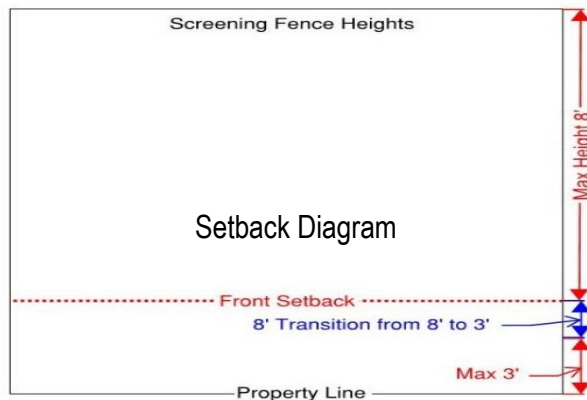 Screening Fence Heights
Max Height 8'
Setback Diagram
Front Setback
8' Transition from 8' to 3'
Max 3'
Property Line